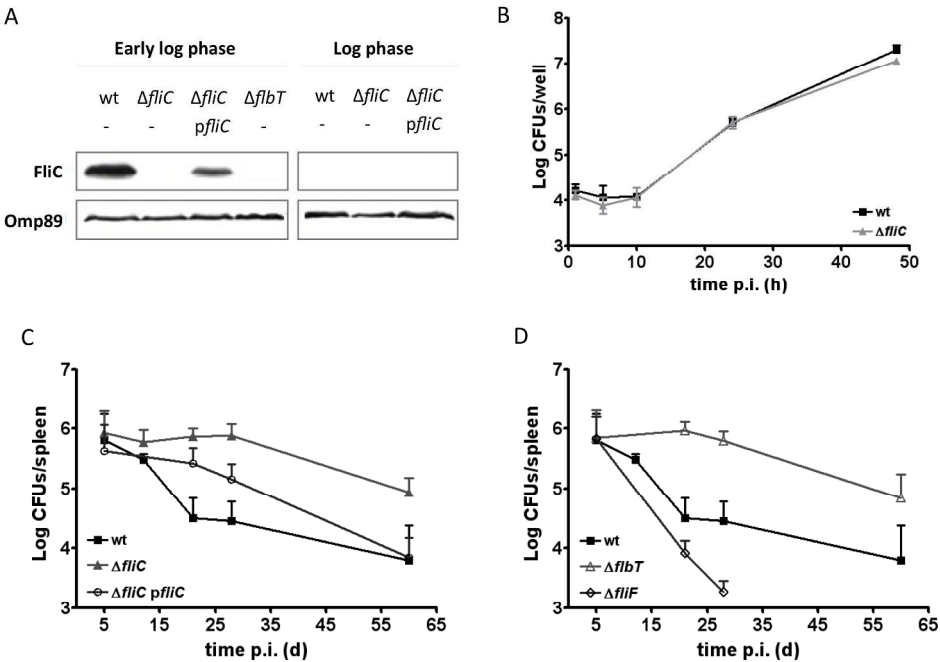 A
Early log phase
Log phase
wt ΔfliC ΔfliC ΔflbT
- - pfliC -
wt ΔfliC ΔfliC
- - pfliC
FliC
Omp89
B
Log CFUs/well
7
6
5
4
3
0 10 20 30 40 50
time p.i. (h)
wt
ΔfliC
C
Log CFUs/spleen
7
6
5
4
3
5 15 25 35 45 55 65
time p.i. (d)
wt
ΔfliC
ΔfliC pfliC
D
Log CFUs/spleen
7
6
5
4
3
5 15 25 35 45 55 65
time p.i. (d)
wt
ΔflbT
ΔfliF